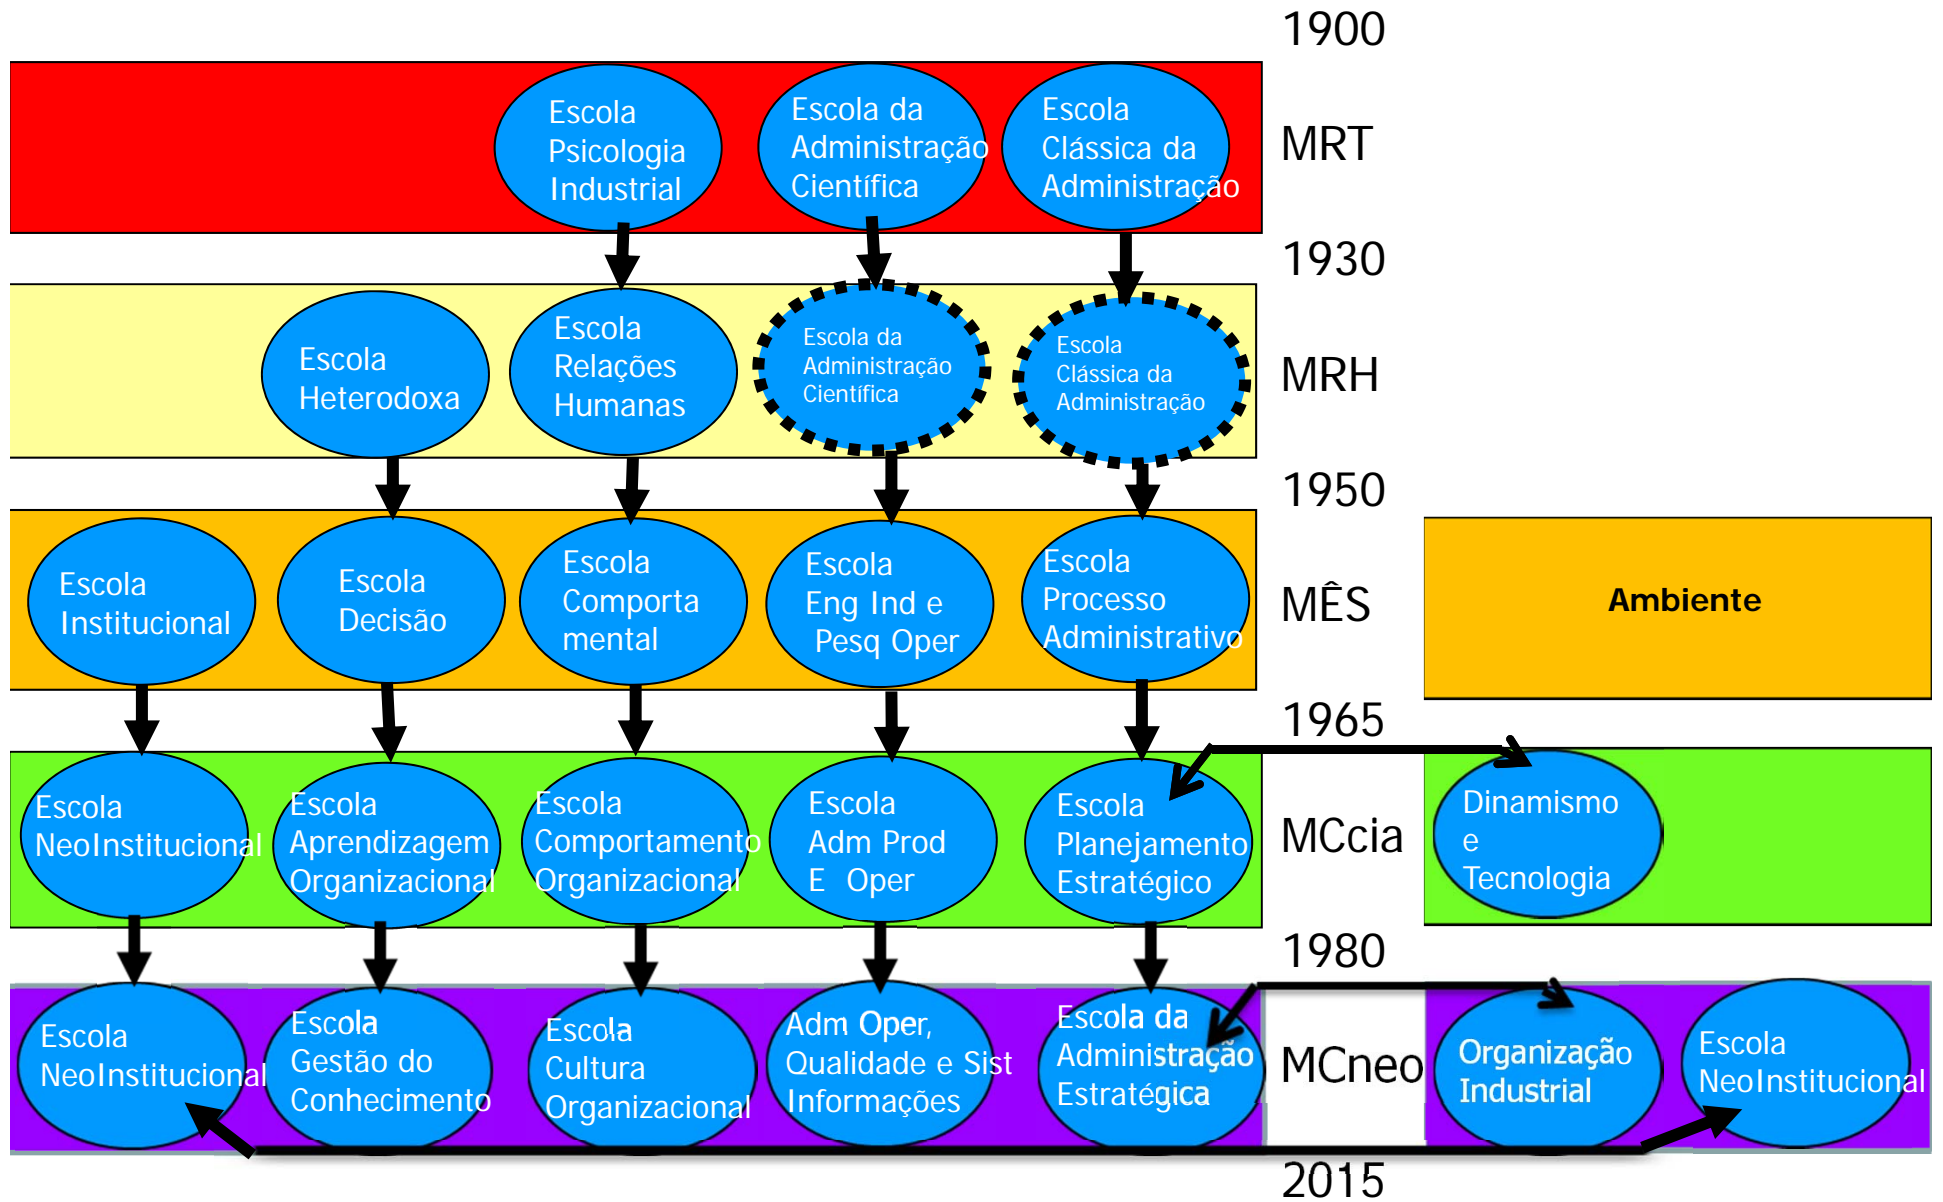 1900
Escola
Psicologia
Industrial
Escola da
Administração
Científica
Escola
Clássica da
Administração
MRT
1930
Escola
Heterodoxa
Escola
Relações
Humanas
Escola da
Administração
Científica
Escola
Clássica da
Administração
MRH
1950
Escola
Institucional
Escola
Decisão
Escola
Comporta
mental
Escola
Eng Ind e
Pesq Oper
Escola
Processo
Administrativo
MÊS
Ambiente
1965
Escola
NeoInstitucional
Escola
Aprendizagem
Organizacional
Escola
Comportamento
Organizacional
Escola
Adm Prod
E Oper
Escola
Planejamento
Estratégico
MCcia
Dinamismo
e
Tecnologia
1980
Escola
NeoInstitucional
Escola
Gestão do
Conhecimento
Escola
Cultura
Organizacional
Adm Oper,
Qualidade e Sist
Informações
Escola da
Administração
Estratégica
MCneo
Organização
Industrial
Escola
NeoInstitucional
2015